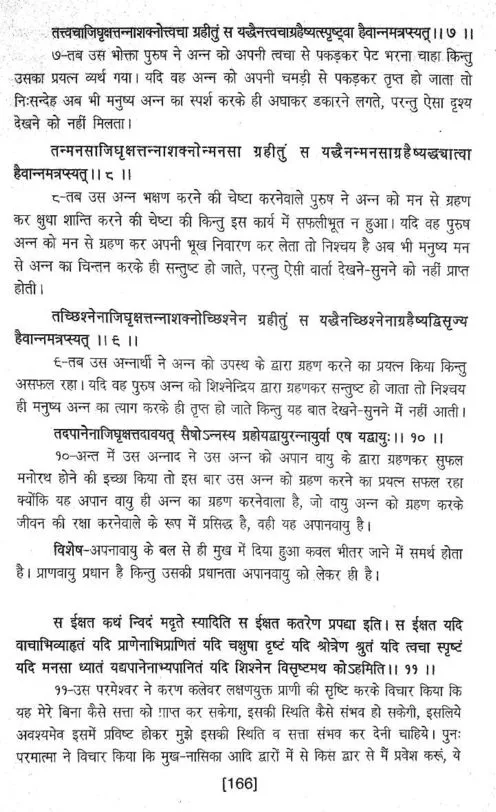 तत्त्वचाजिघृक्षत्तन्नाशक्नोत्त्वचा ग्रहीतुं स यद्धैनत्त्वचाग्रहैष्यत्स्पृष्ट्वा हैवान्नमत्रप्स्यत्।। ७ ।।
७-तब उस भोक्ता पुरुष ने अन्न को अपनी त्वचा से पकड़कर पेट भरना चाहा किन्तु
उसका प्रयत्न व्यर्थ गया। यदि वह अन्न को अपनी चमड़ी से पकड़कर तृप्त हो जाता तो
निःसन्देह अब भी मनुष्य अन्न का स्पर्श करके ही अघाकर डकारने लगते, परन्तु ऐसा दृश्य
देखने को नहीं मिलता।
तन्मनसाजिघृक्षत्तन्नाशक्नोन्मनसा ग्रहीतुं स यद्धैनन्मनसाग्रहैष्यद्ध्यात्वा
हैवान्नमत्रप्स्यत्।। ८ ।।
८-तब उस अन्न भक्षण करने की चेष्टा करनेवाले पुरुष ने अन्न को मन से ग्रहण
कर क्षुधा शान्ति करने की चेष्टा की किन्तु इस कार्य में सफलीभूत न हुआ। यदि वह पुरुष
अन्न को मन से ग्रहण कर अपनी भूख निवारण कर लेता तो निश्चय है अब भी मनुष्य मन
से अन्न का चिन्तन करके ही सन्तुष्ट हो जाते, परन्तु ऐसी वार्ता देखने-सुनने को नहीं प्राप्त
होती।
तच्छिश्नेनाजिघृक्षत्तन्नाशक्नोच्छिश्नेन ग्रहीतुं स यद्धैनच्छिश्नेनाग्रहैष्यद्विसृज्य
हैवान्नमत्रप्स्यत् ।। ९ ।।
९-तब उस अन्नार्थी ने अन्न को उपस्थ के द्वारा ग्रहण करने का प्रयत्न किया किन्तु
असफल रहा। यदि वह पुरुष अन्न को शिश्नेन्द्रिय द्वारा ग्रहणकर सन्तुष्ट हो जाता तो निश्चय
ही मनुष्य अन्न का त्याग करके ही तृप्त हो जाते किन्तु यह बात देखने-सुनने में नहीं आती।
तदपानेनाजिघृक्षत्तदावयत् सैषोऽन्नस्य ग्रहोयद्वायुरन्नायुर्वा एष यद्वायुः।। १० ।।
१०-अन्त में उस अन्नाद ने उस अन्न को अपान वायु के द्वारा ग्रहणकर सुफल
मनोरथ होने की इच्छा किया तो इस बार उस अन्न को ग्रहण करने का प्रयत्न सफल रहा
क्योंकि यह अपान वायु ही अन्न का ग्रहण करनेवाला है, जो वायु अन्न को ग्रहण करके
जीवन की रक्षा करनेवाले के रूप में प्रसिद्ध है, वही यह अपानवायु है।
विशेष-अपनावायु के बल से ही मुख में दिया हुआ कवल भीतर जाने में समर्थ होता
है। प्राणवायु प्रधान है किन्तु उसकी प्रधानता अपानवायु को लेकर ही है।
स ईक्षत कथं न्विदं मदृते स्यादिति स ईक्षत कतरेण प्रपद्या इति। स ईक्षत यदि
वाचाभिव्याहृतं यदि प्राणेनाभिप्राणितं यदि चक्षुषा दृष्टं यदि श्रोत्रेण श्रुतं यदि त्वचा स्पृष्टं
यदि मनसा ध्यातं यद्यपानेनाभ्यपानितं यदि शिश्नेन विसृष्टमथ कोऽहमिति।। ११ ।।
११-उस परमेश्वर ने करण कलेवर लक्षणयुक्त प्राणी की सृष्टि करके विचार किया कि
यह मेरे बिना कैसे सत्ता को प्राप्त कर सकेगा, इसकी स्थिति कैसे संभव हो सकेगी, इसलिये
अवश्यमेव इसमें प्रविष्ट होकर मुझे इसकी स्थिति व सत्ता संभव कर देनी चाहिये। पुनः
परमात्मा ने विचार किया कि मुख-नासिका आदि द्वारों में से किस द्वार से मैं प्रवेश करूं, ये
[166]